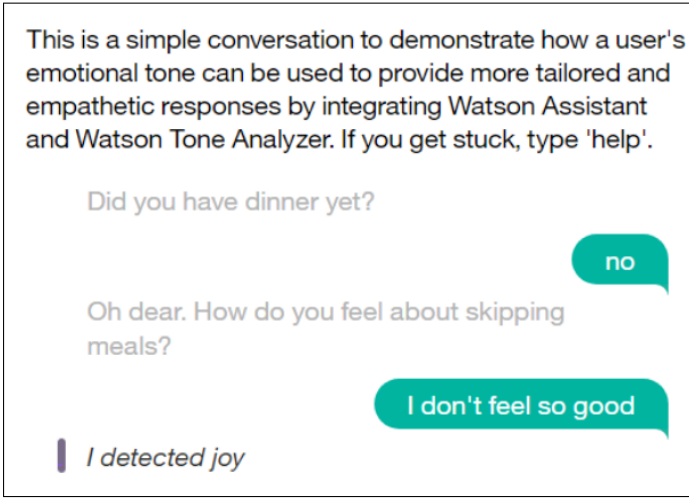 This is a simple conversation to demonstrate how a user's
emotional tone can be used to provide more tailored and
empathetic responses by integrating Watson Assistant
and Watson Tone Analyzer. If you get stuck, type 'help'.
Did you have dinner yet?
no
Oh dear. How do you feel about skipping
meals?
I don't feel so good
I detected joy